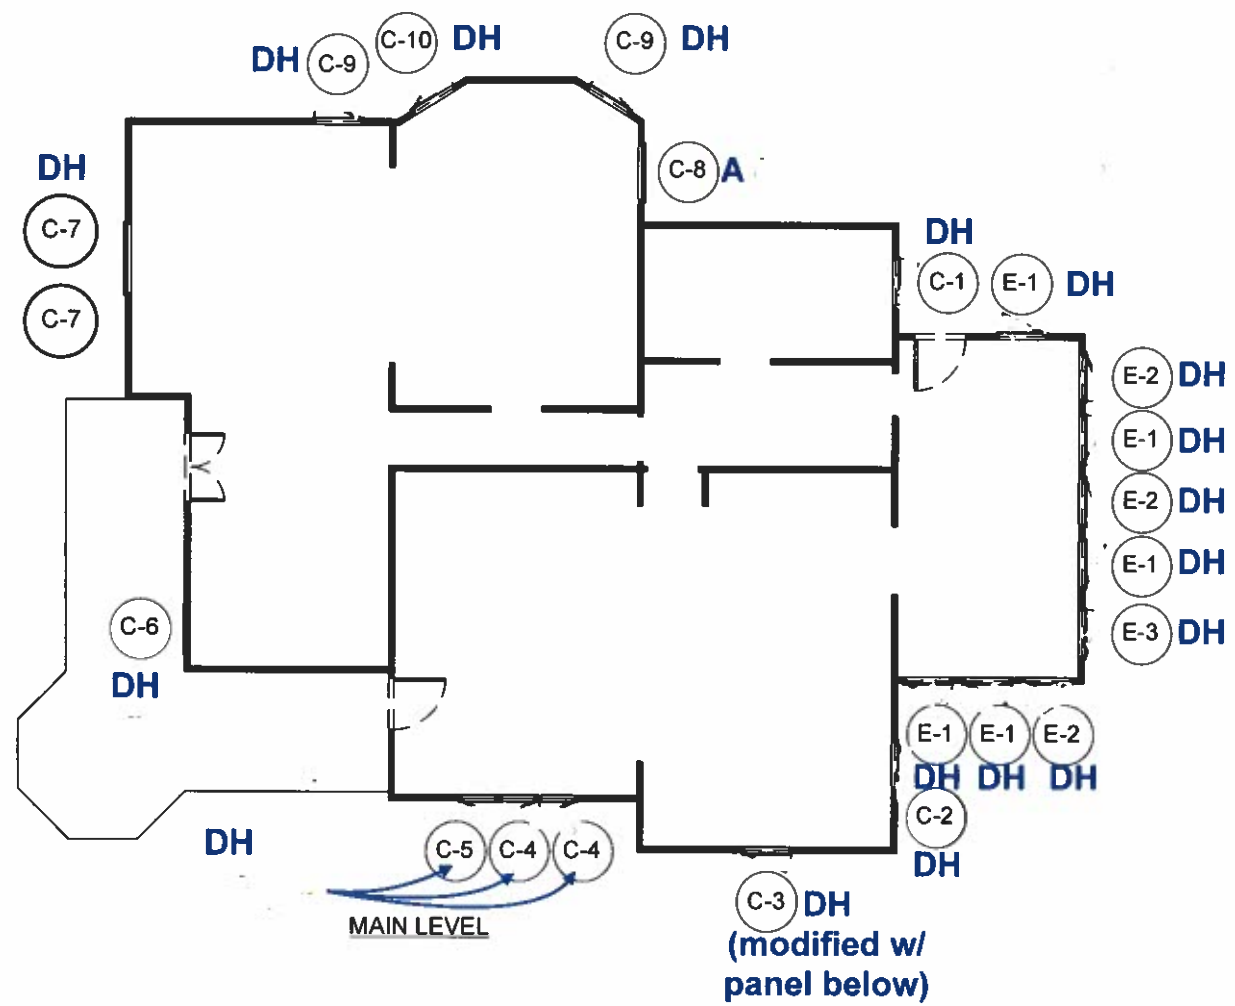 C-10 DH
C-9 DH
DH C-9
DH
C-8 A
C-7
DH
C-1 E-1 DH
C-7
E-2 DH
E-1 DH
E-2 DH
E-1 DH
C-6
E-3 DH
DH
E-1 E-1 E-2
DH DH DH
C-2
DH
C-5 C-4 C-4
DH
C-3 DH
MAIN LEVEL
(modified w/
panel below)